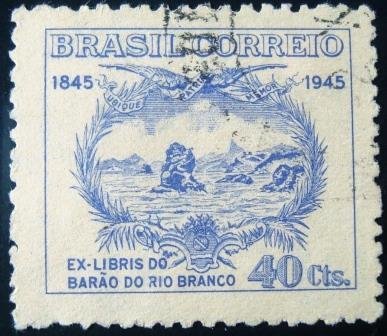 BRASIL CORREIO
1845 1945
UBIQUE PATRIAE MEMOR
EX-LIBRIS DO
BARÃO DO RIO BRANCO
40 Cts.